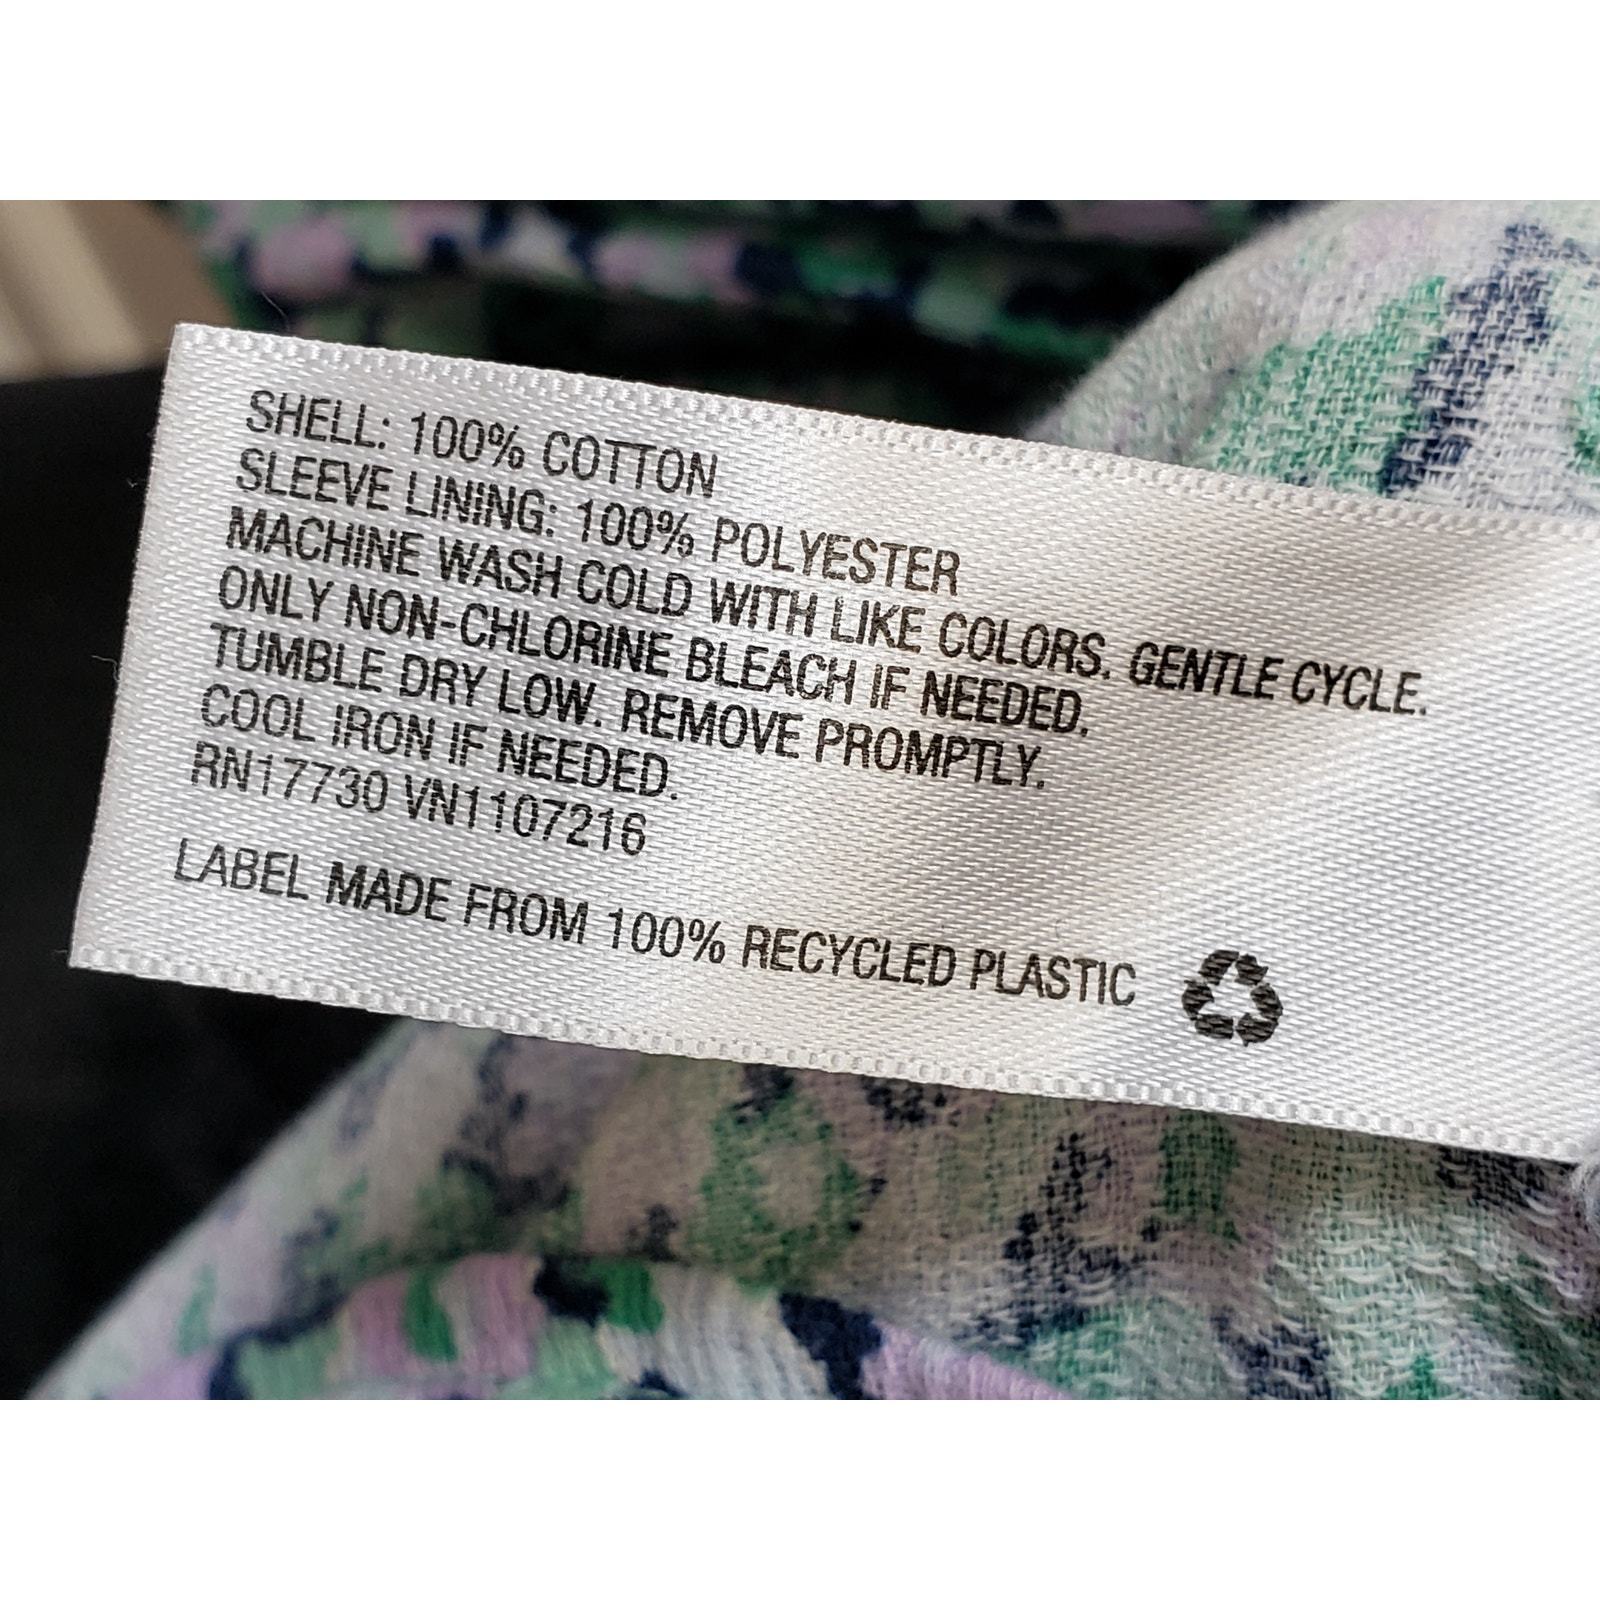 SHELL: 100% COTTON
SLEEVE LINING: 100% POLYESTER
MACHINE WASH COLD WITH LIKE COLORS. GENTLE CYCLE.
ONLY NON-CHLORINE BLEACH IF NEEDED.
TUMBLE DRY LOW. REMOVE PROMPTLY.
COOL IRON IF NEEDED.
RN17730 VN1107216
LABEL MADE FROM 100% RECYCLED PLASTIC